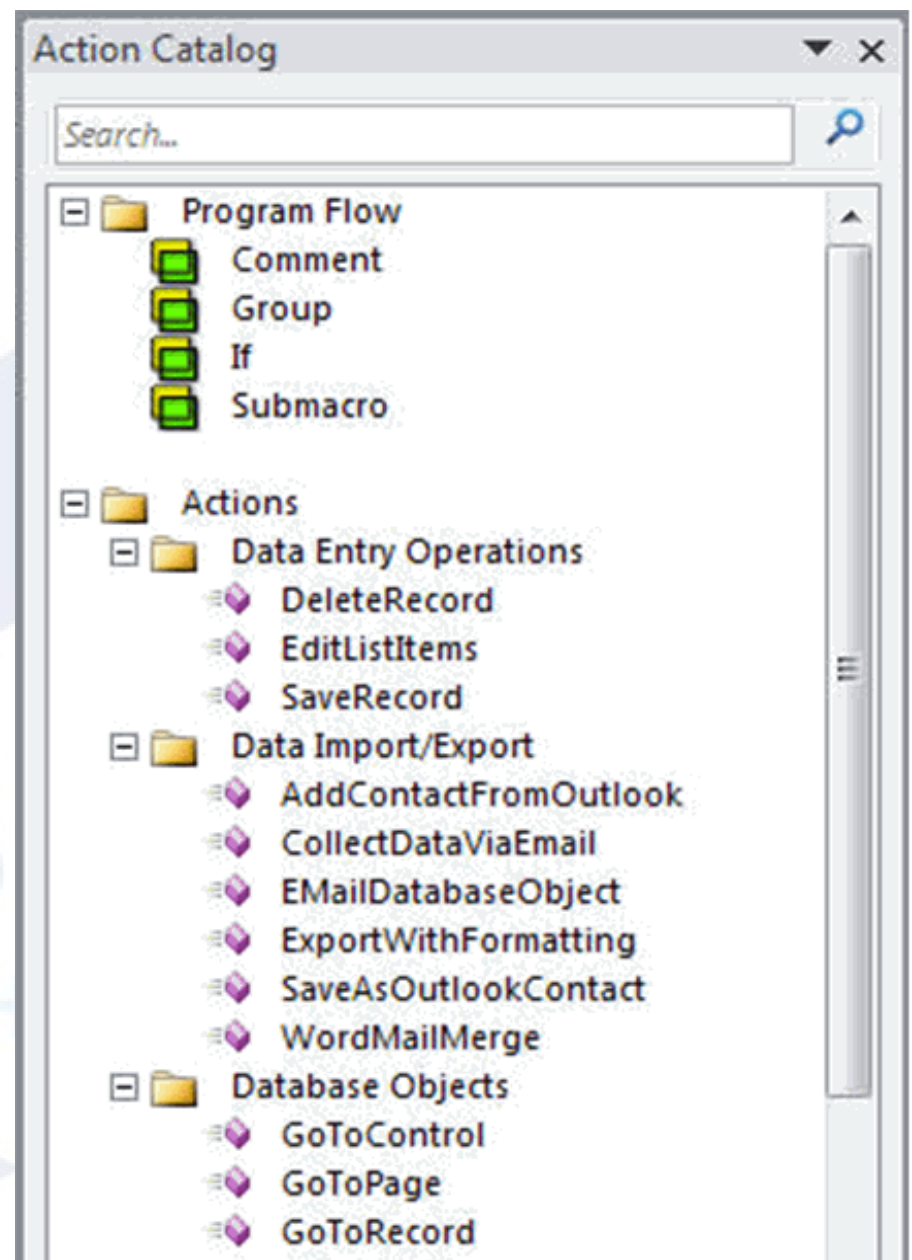 Action Catalog
Search...
Program Flow
Comment
Group
If
Submacro
Actions
Data Entry Operations
DeleteRecord
EditListItems
SaveRecord
Data Import/Export
AddContactFromOutlook
CollectDataViaEmail
EMailDatabaseObject
ExportWithFormatting
SaveAsOutlookContact
WordMailMerge
Database Objects
GoToControl
GoToPage
GoToRecord